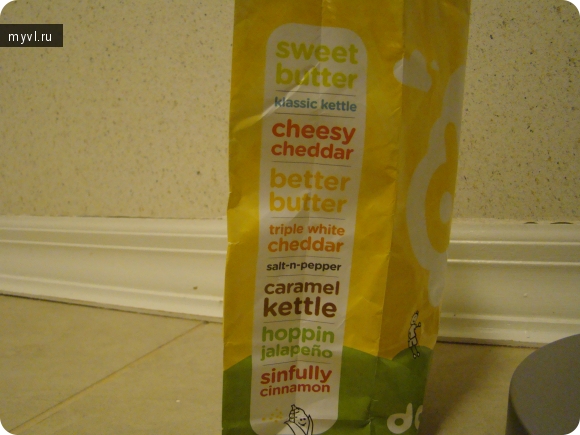 myvl.ru
sweet
butter
klassic kettle
cheesy
cheddar
better
butter
triple white
cheddar
salt-n-pepper
caramel
kettle
hoppin
jalapeño
sinfully
cinnamon